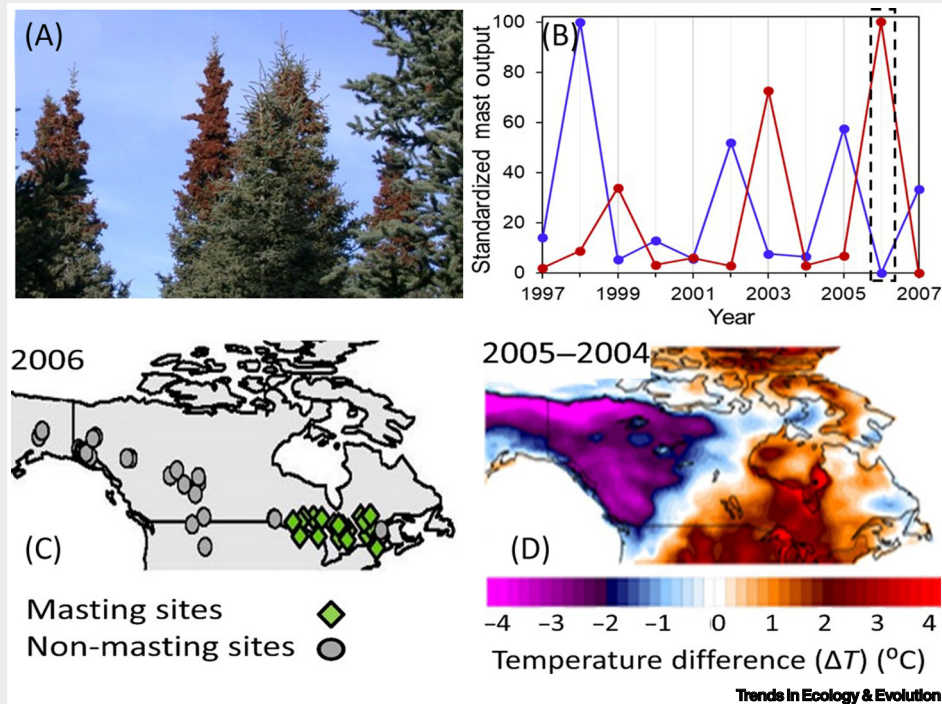 (A)
(B)
Standardized mast output
100
80
60
40
20
0
1997 1999 2001 2003 2005 2007
Year
2006
(C)
Masting sites
Non-masting sites
2005–2004
(D)
−4 −3 −2 −1 0 1 2 3 4
Temperature difference (ΔT) (⁰C)
Trends in Ecology & Evolution